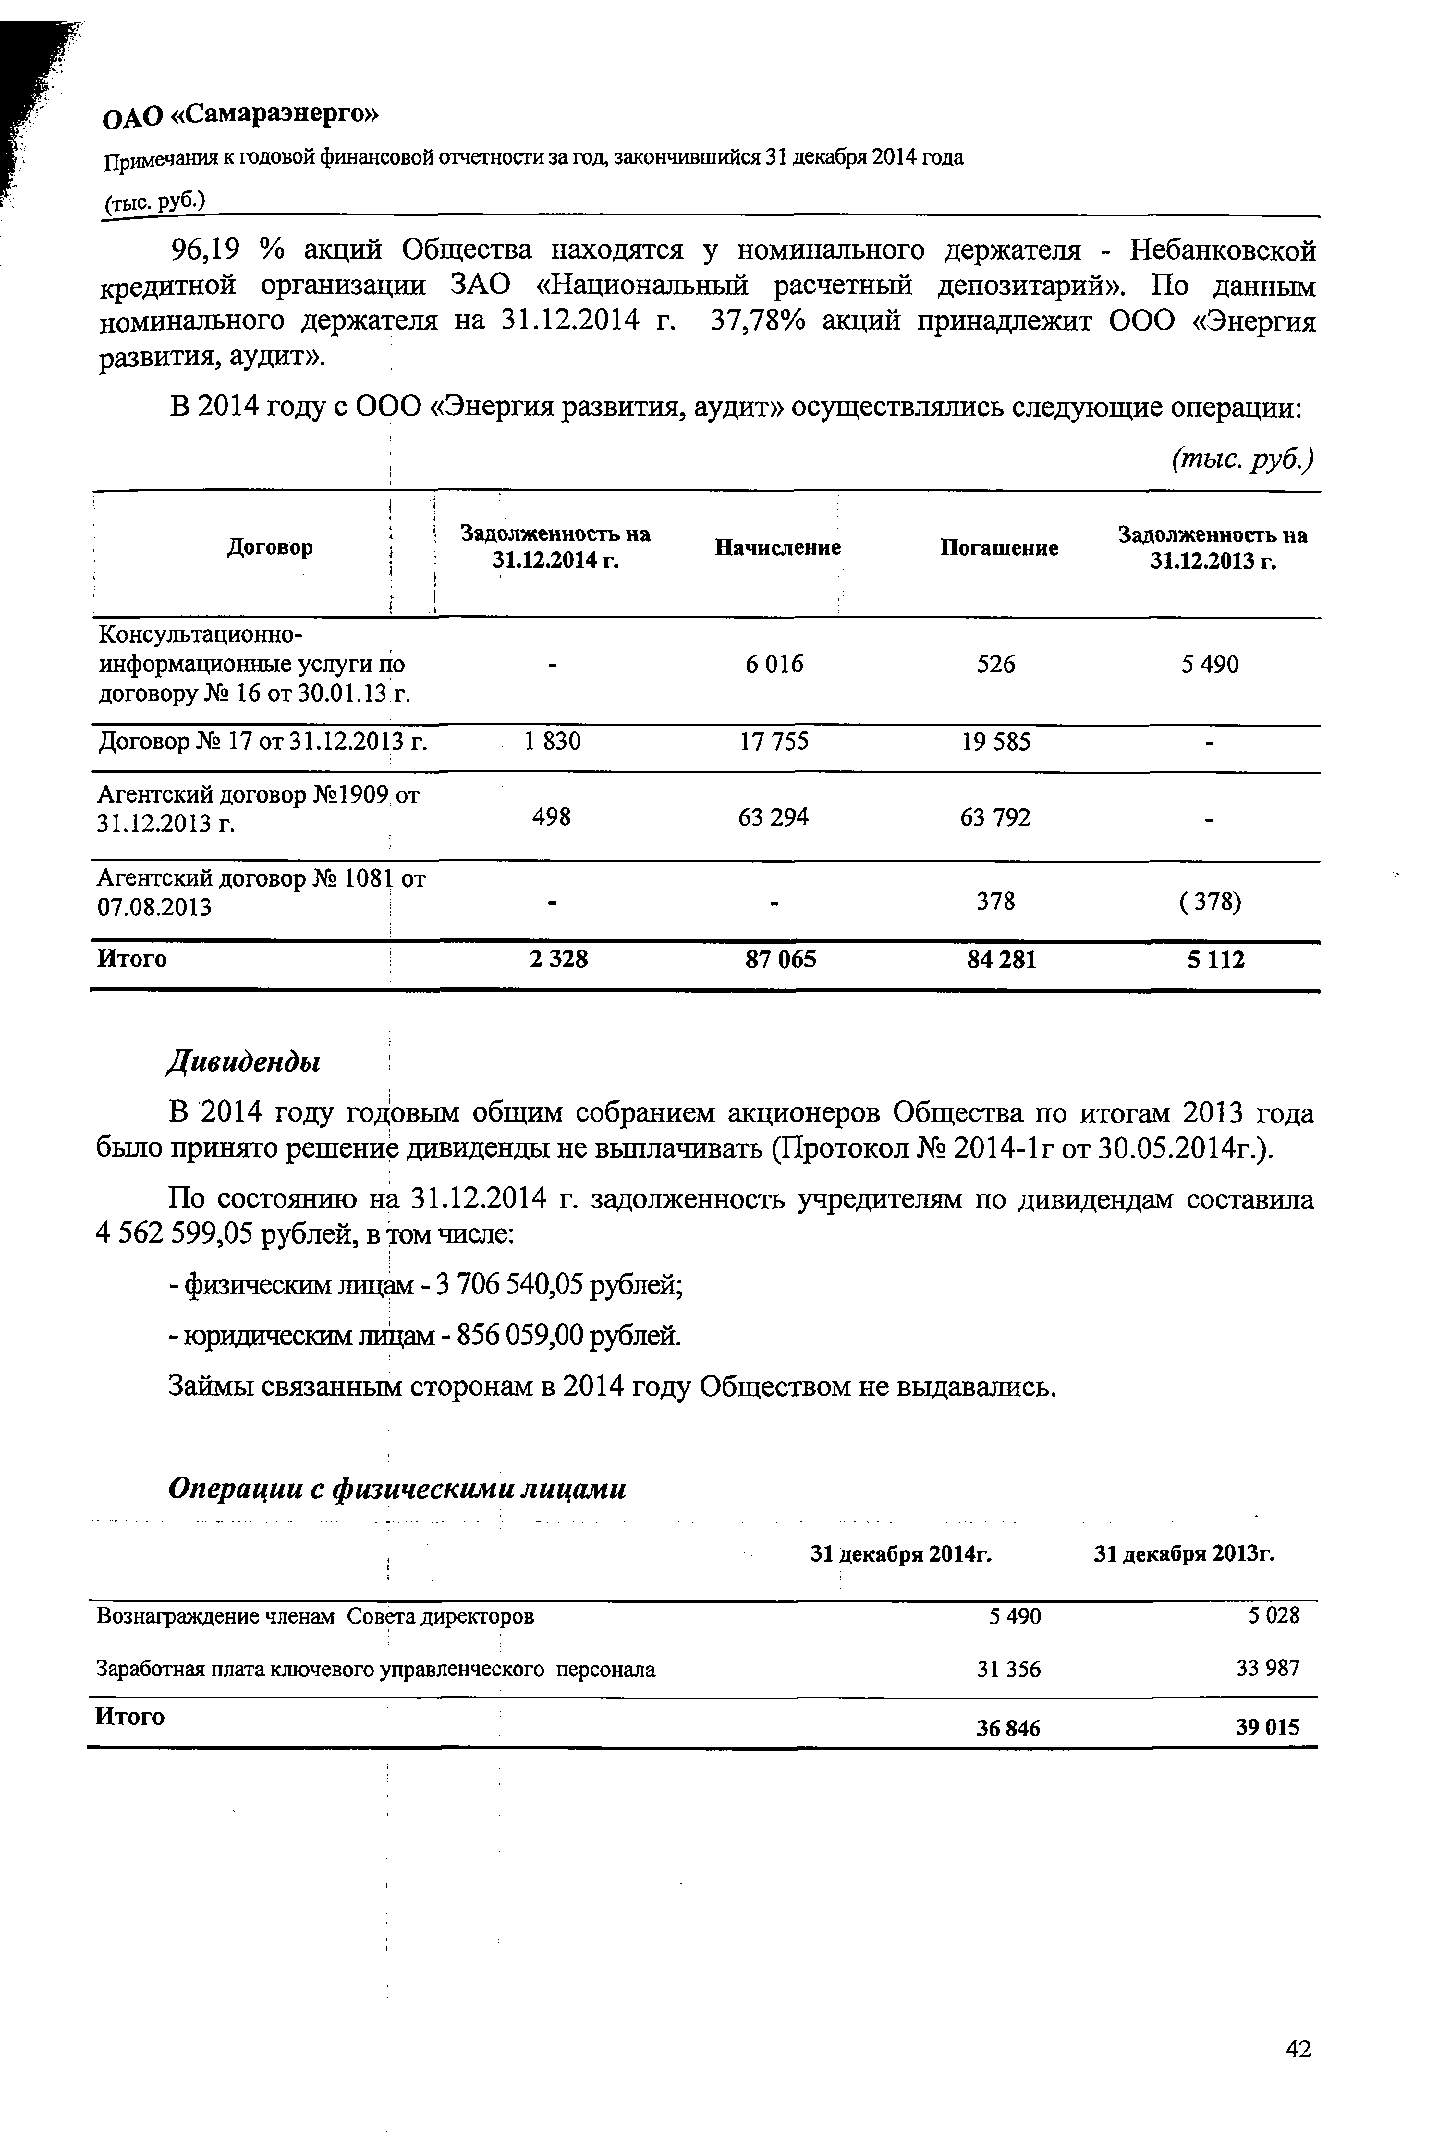 ОАО «Самараэнерго»
Примечания к годовой финансовой отчетности за год, закончившийся 31 декабря 2014 года
(тыс. руб.)
96,19 % акций Общества находятся у номинального держателя - Небанковской
кредитной организации ЗАО «Национальный расчетный депозитарий». По данным
номинального держателя на 31.12.2014 г. 37,78% акций принадлежит ООО «Энергия
развития, аудит».
В 2014 году с ООО «Энергия развития, аудит» осуществлялись следующие операции:
(тыс. руб.)
Договор Задолженность на 31.12.2014 г. Начисление Погашение Задолженность на 31.12.2013 г.
Консультационно-
информационные услуги по - 6 016 526 5 490
договору № 16 от 30.01.13 г.
Договор № 17 от 31.12.2013 г. 1 830 17 755 19 585 -
Агентский договор №1909 от
31.12.2013 г. 498 63 294 63 792 -
Агентский договор № 1081 от
07.08.2013 - - 378 (378)
Итого 2 328 87 065 84 281 5 112
Дивиденды
В 2014 году годовым общим собранием акционеров Общества по итогам 2013 года
было принято решение дивиденды не выплачивать (Протокол № 2014-1г от 30.05.2014г.).
По состоянию на 31.12.2014 г. задолженность учредителям по дивидендам составила
4 562 599,05 рублей, в том числе:
- физическим лицам - 3 706 540,05 рублей;
- юридическим лицам - 856 059,00 рублей.
Займы связанным сторонам в 2014 году Обществом не выдавались.
Операции с физическими лицами
31 декабря 2014г. 31 декабря 2013г.
Вознаграждение членам Совета директоров 5 490 5 028
Заработная плата ключевого управленческого персонала 31 356 33 987
Итого 36 846 39 015
42